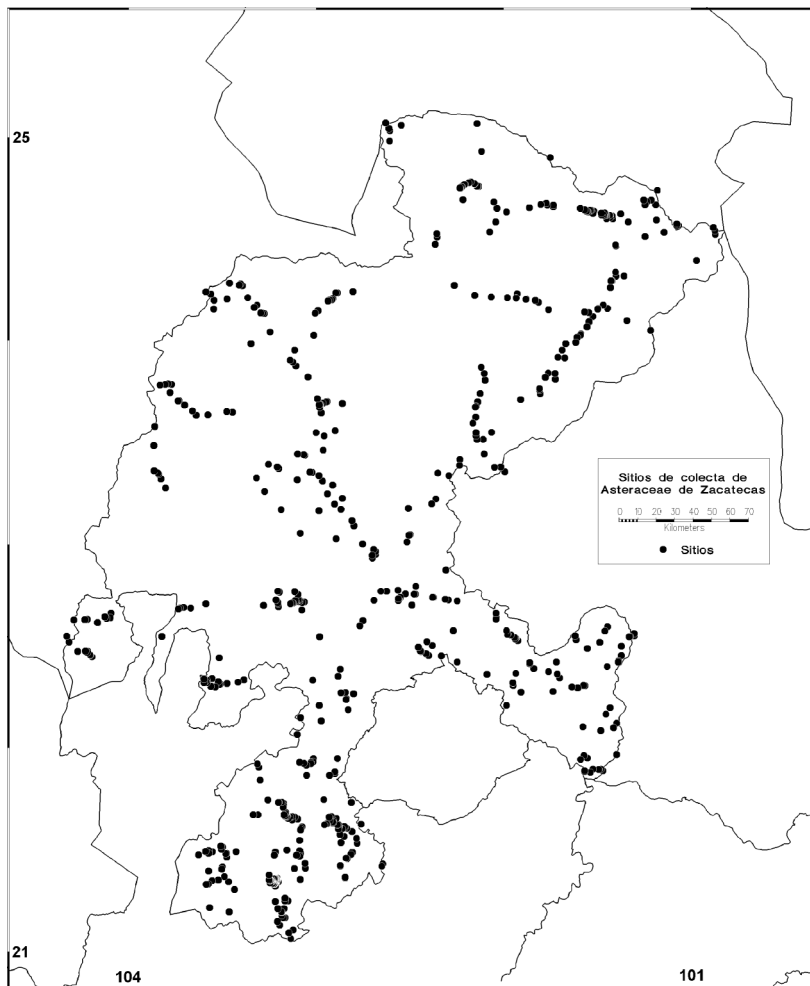 25
Sitios de colecta de
Asteraceae de Zacatecas
0 10 20 30 40 50 60 70
Kilometers
Sitios
21
104 101